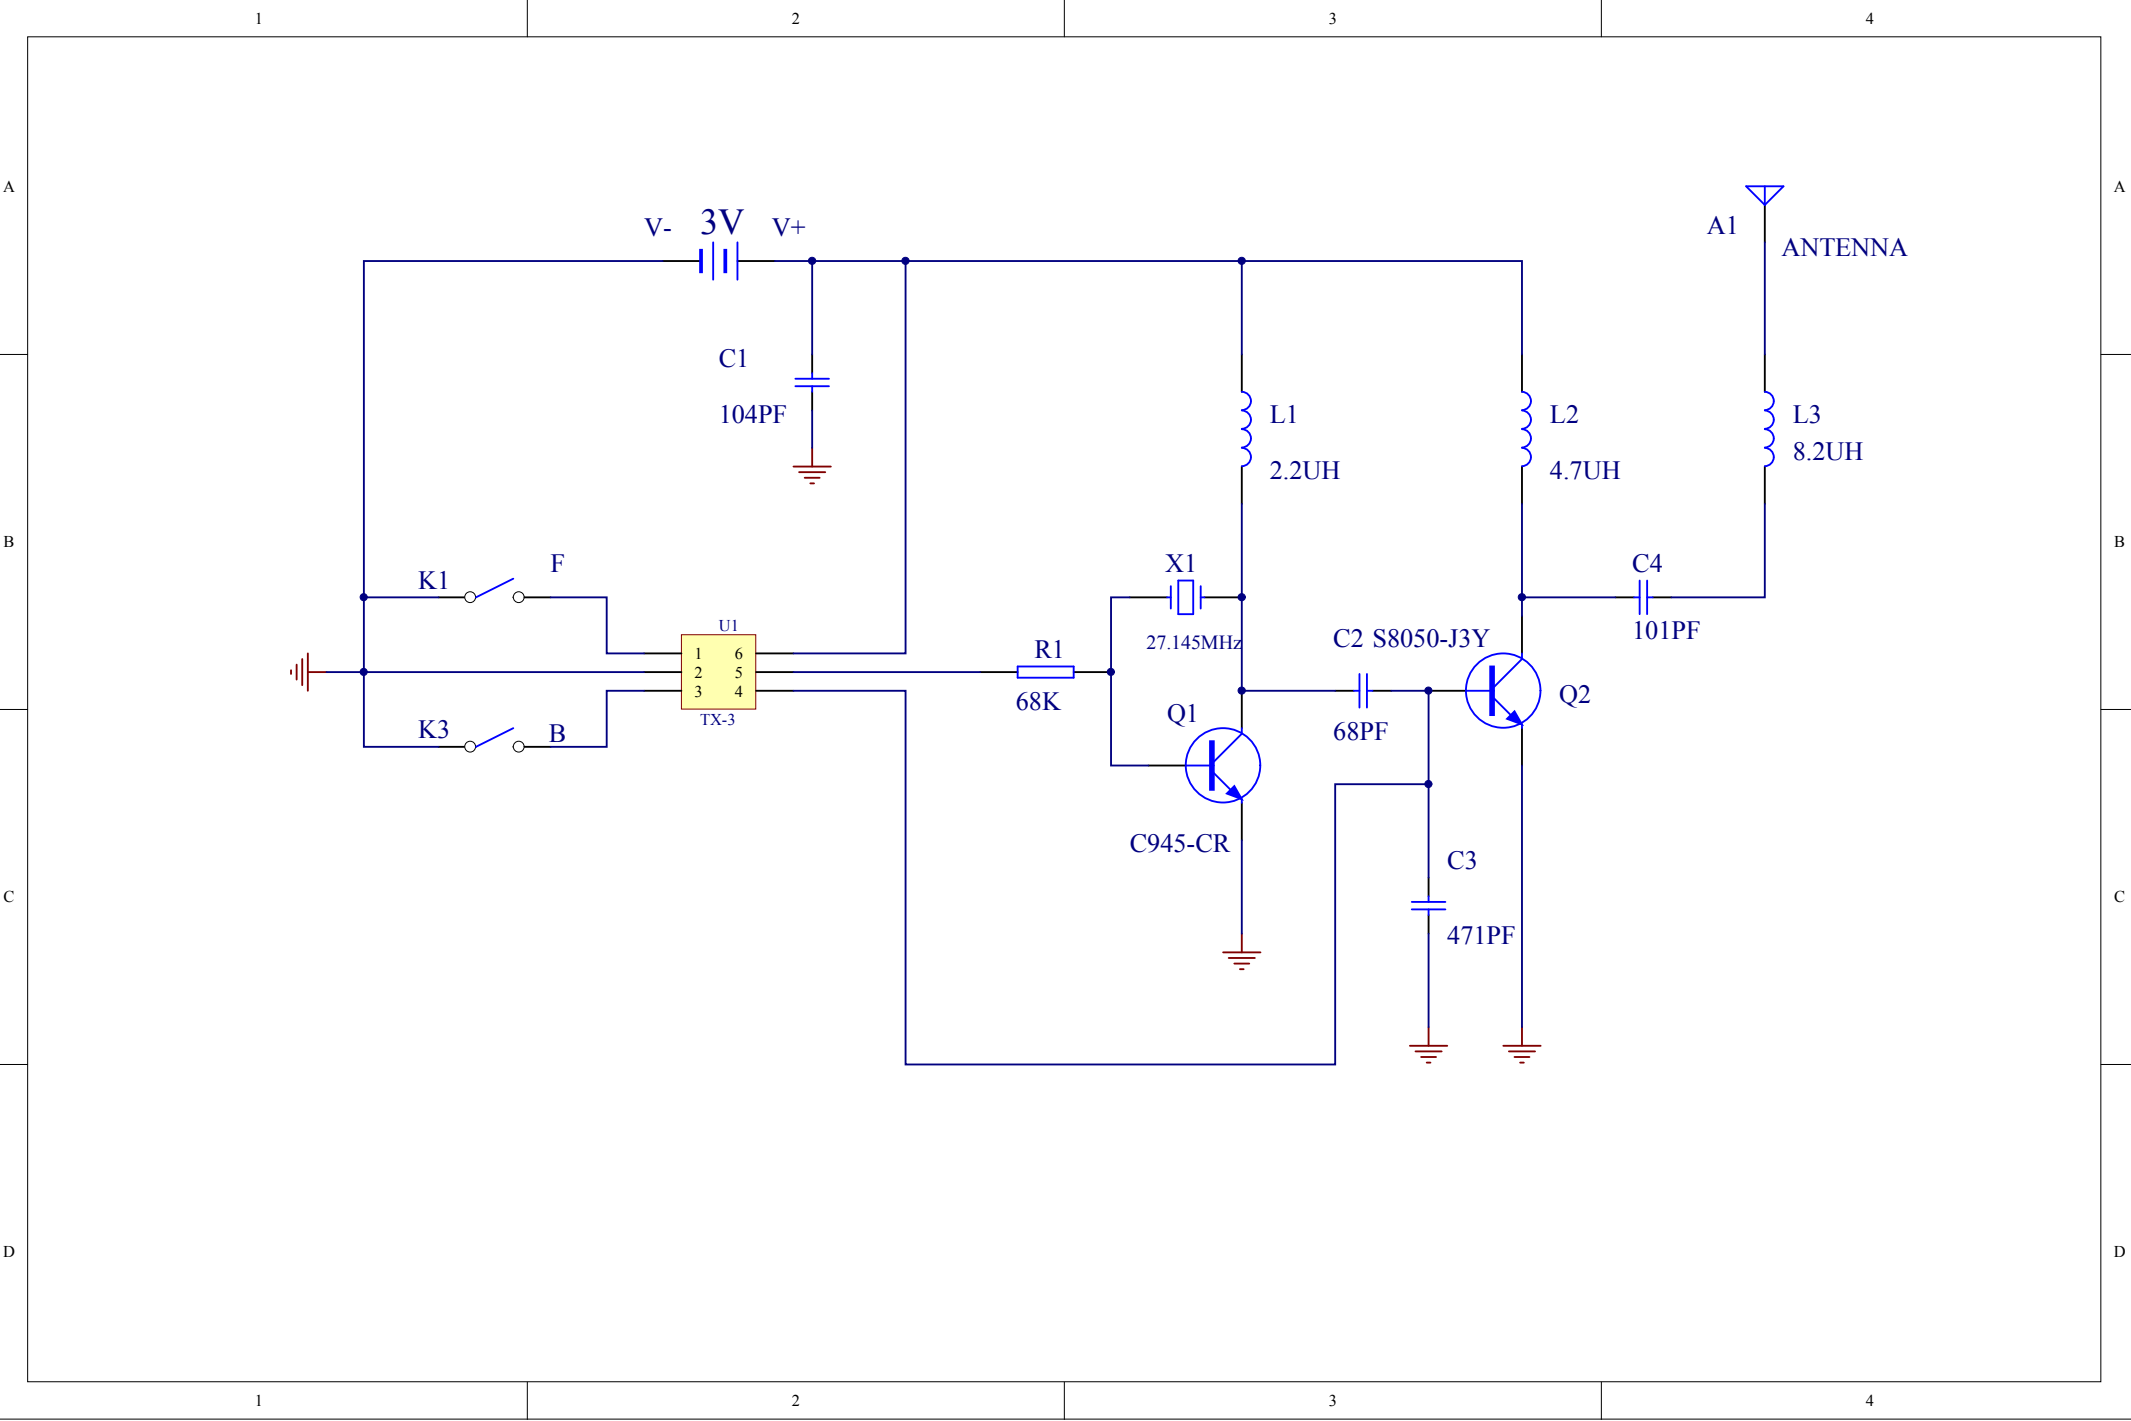 1 2 3 4
A A
V- 3V V+
A1
ANTENNA
C1
104PF
L1
2.2UH
L2
4.7UH
L3
8.2UH
B B
K1 F
X1
27.145MHz
C4
101PF
U1
1 6
2 5
3 4
TX-3
R1
68K
C2 S8050-J3Y
68PF
Q2
Q1
K3 B
C945-CR
C3
471PF
C C
D D
1 2 3 4